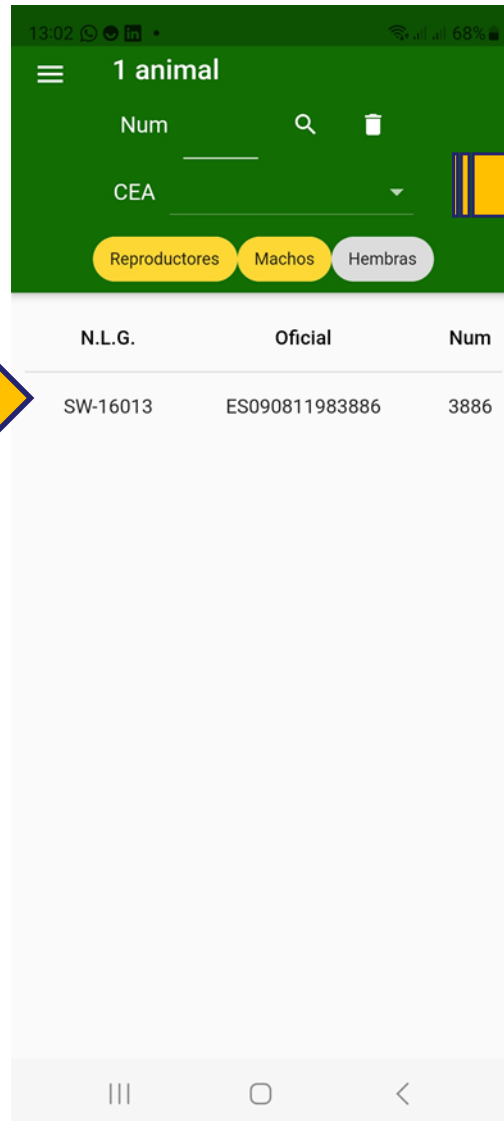 13:02 68%
1 animal
Num
CEA
Reproductores Machos Hembras
N.L.G. Oficial Num
SW-16013 ES090811983886 3886